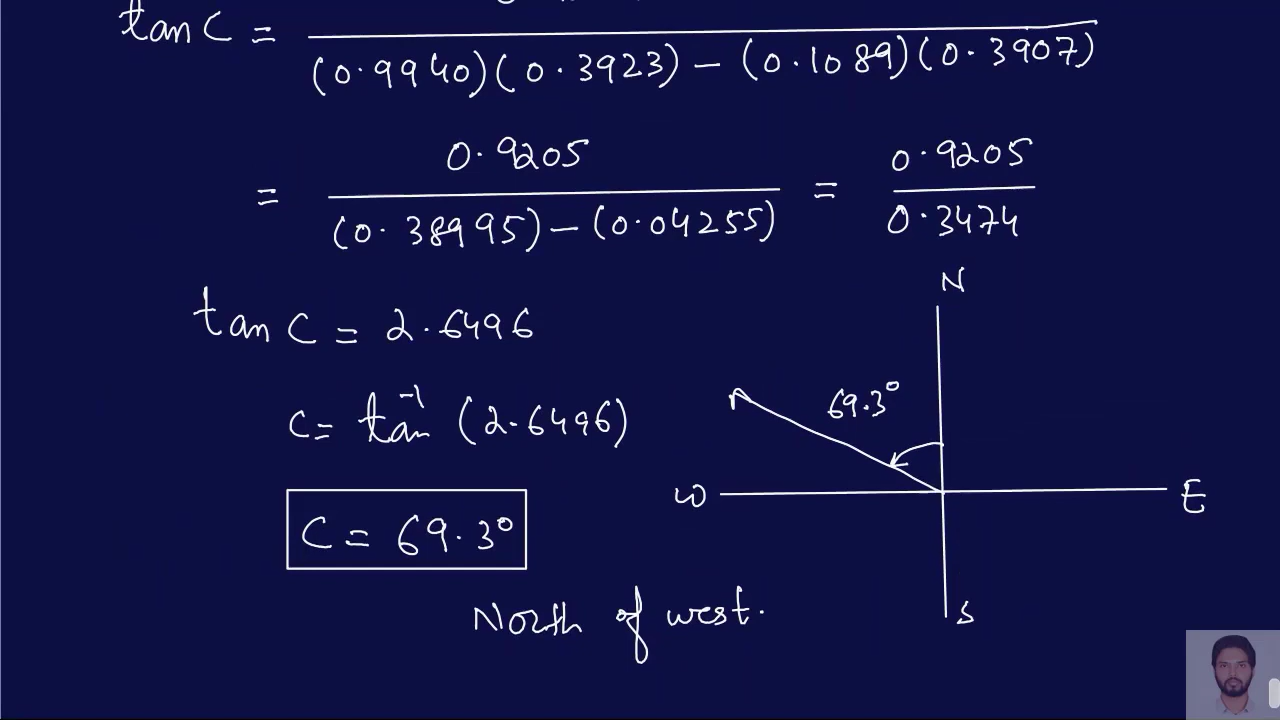 tan C = (0.9940)(0.3923) - (0.1089)(0.3907)
= 0.9205 / (0.38995) - (0.04255) = 0.9205 / 0.3474
N
tan C = 2.6496
69.3°
C = tan⁻¹ (2.6496)
W E
C = 69.3°
North of west.
S